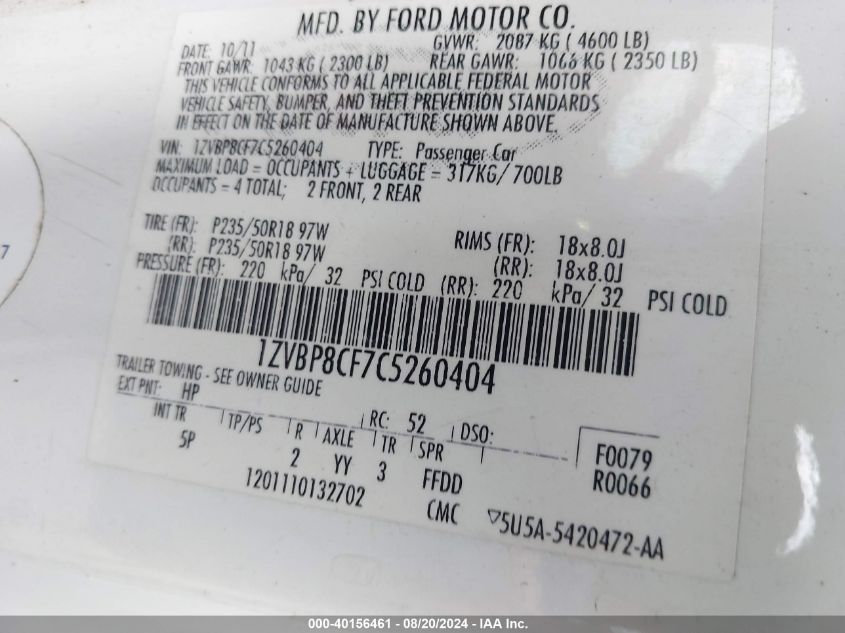 MFD. BY FORD MOTOR CO.
DATE: 10/11 GVWR: 2087 KG ( 4600 LB)
FRONT GAWR: 1043 KG ( 2300 LB) REAR GAWR: 1066 KG ( 2350 LB)
THIS VEHICLE CONFORMS TO ALL APPLICABLE FEDERAL MOTOR
VEHICLE SAFETY, BUMPER, AND THEFT PREVENTION STANDARDS
IN EFFECT ON THE DATE OF MANUFACTURE SHOWN ABOVE.
VIN: 1ZVBP8CF7C5260404 TYPE: Passenger Car
MAXIMUM LOAD = OCCUPANTS + LUGGAGE = 317KG/ 700LB
OCCUPANTS = 4 TOTAL; 2 FRONT, 2 REAR
TIRE (FR): P235/50R18 97W RIMS (FR): 18x8.0J
(RR): P235/50R18 97W (RR): 18x8.0J
PRESSURE (FR): 220 kPa/ 32 PSI COLD (RR): 220 kPa/ 32 PSI COLD
1ZVBP8CF7C5260404
TRAILER TOWING - SEE OWNER GUIDE
EXT PNT: HP RC: 52 DSO:
INT TR TP/PS R AXLE TR SPR F0079
5P 2 YY 3 FFDD R0066
1201110132702 CMC 5U5A-5420472-AA
7
000-40156461 - 08/20/2024 - IAA Inc.